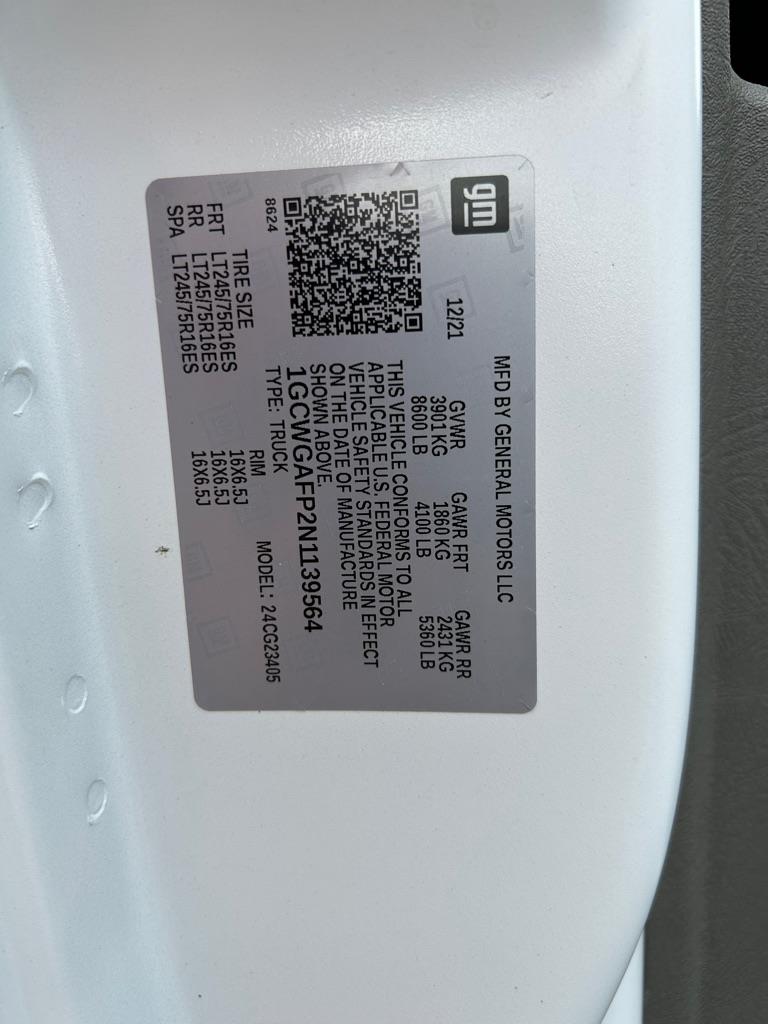 gm
MFD BY GENERAL MOTORS LLC
12/21 GVWR GAWR FRT GAWR RR
3901 KG 1860 KG 2431 KG
8600 LB 4100 LB 5360 LB
THIS VEHICLE CONFORMS TO ALL
APPLICABLE U.S. FEDERAL MOTOR
VEHICLE SAFETY STANDARDS IN EFFECT
ON THE DATE OF MANUFACTURE
SHOWN ABOVE.
1GCWGAFP2N1139564
8624 TYPE: TRUCK MODEL: 24CG23405
TIRE SIZE RIM
FRT LT245/75R16ES 16X6.5J
RR LT245/75R16ES 16X6.5J
SPA LT245/75R16ES 16X6.5J